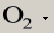 O₂ .